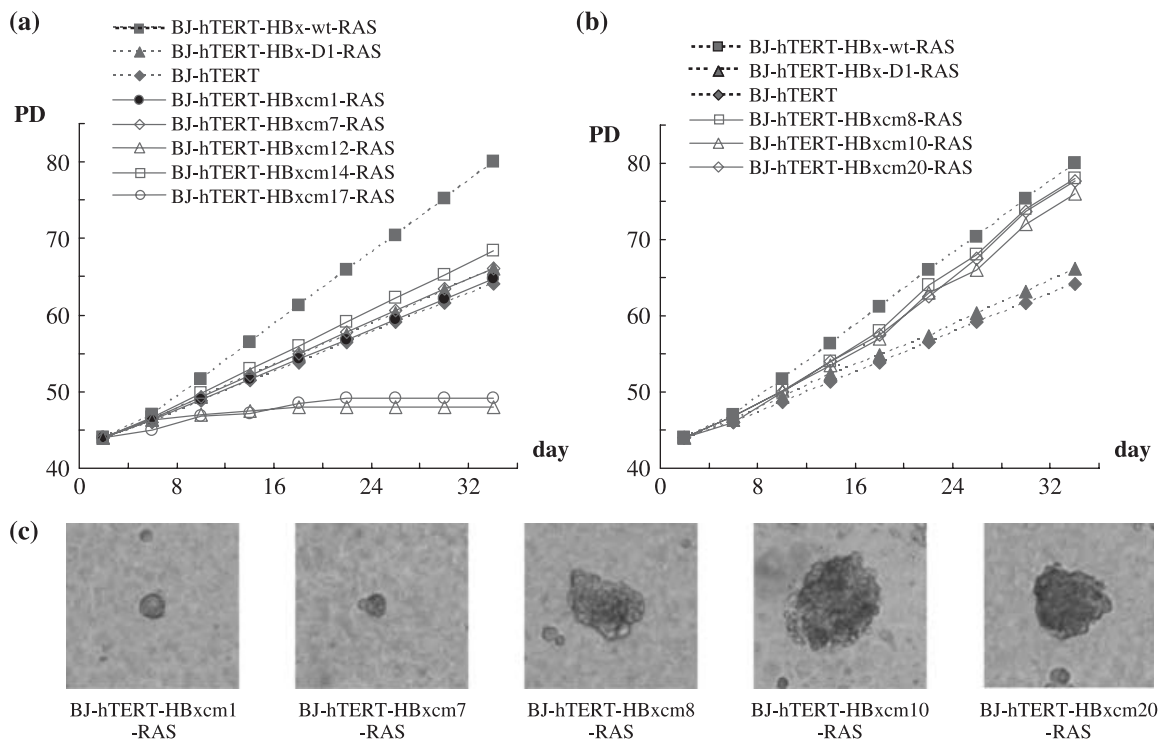 (a)
BJ-hTERT-HBx-wt-RAS
BJ-hTERT-HBx-D1-RAS
BJ-hTERT
BJ-hTERT-HBxcm1-RAS
BJ-hTERT-HBxcm7-RAS
BJ-hTERT-HBxcm12-RAS
BJ-hTERT-HBxcm14-RAS
BJ-hTERT-HBxcm17-RAS
PD
80
70
60
50
40
0
8
16
24
32
day
(b)
BJ-hTERT-HBx-wt-RAS
BJ-hTERT-HBx-D1-RAS
BJ-hTERT
BJ-hTERT-HBxcm8-RAS
BJ-hTERT-HBxcm10-RAS
BJ-hTERT-HBxcm20-RAS
PD
80
70
60
50
40
0
8
16
24
32
day
(c)
BJ-hTERT-HBxcm1
-RAS
BJ-hTERT-HBxcm7
-RAS
BJ-hTERT-HBxcm8
-RAS
BJ-hTERT-HBxcm10
-RAS
BJ-hTERT-HBxcm20
-RAS